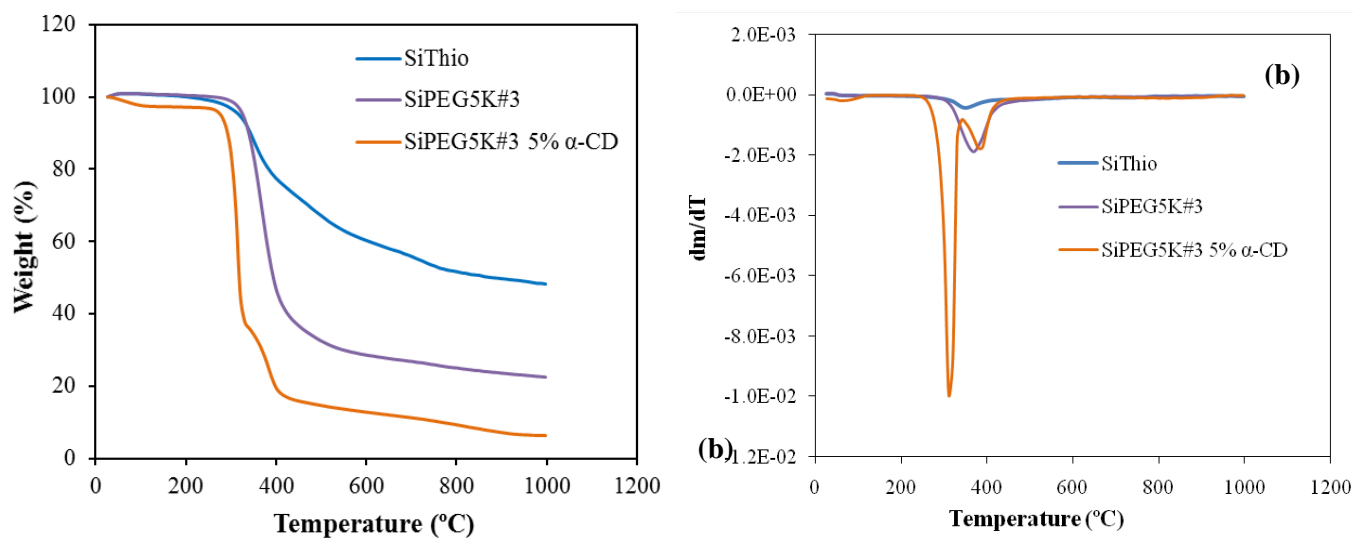 120
100
80
60
40
20
0
Weight (%)
SiThio
SiPEG5K#3
SiPEG5K#3 5% α-CD
0 200 400 600 800 1000 1200
Temperature (ºC)
(b)
2.0E-03
0.0E+00
-2.0E-03
-4.0E-03
-6.0E-03
-8.0E-03
-1.0E-02
(b) 1.2E-02
dm/dT
(b)
SiThio
SiPEG5K#3
SiPEG5K#3 5% α-CD
0 200 400 600 800 1000 1200
Temperature (ºC)